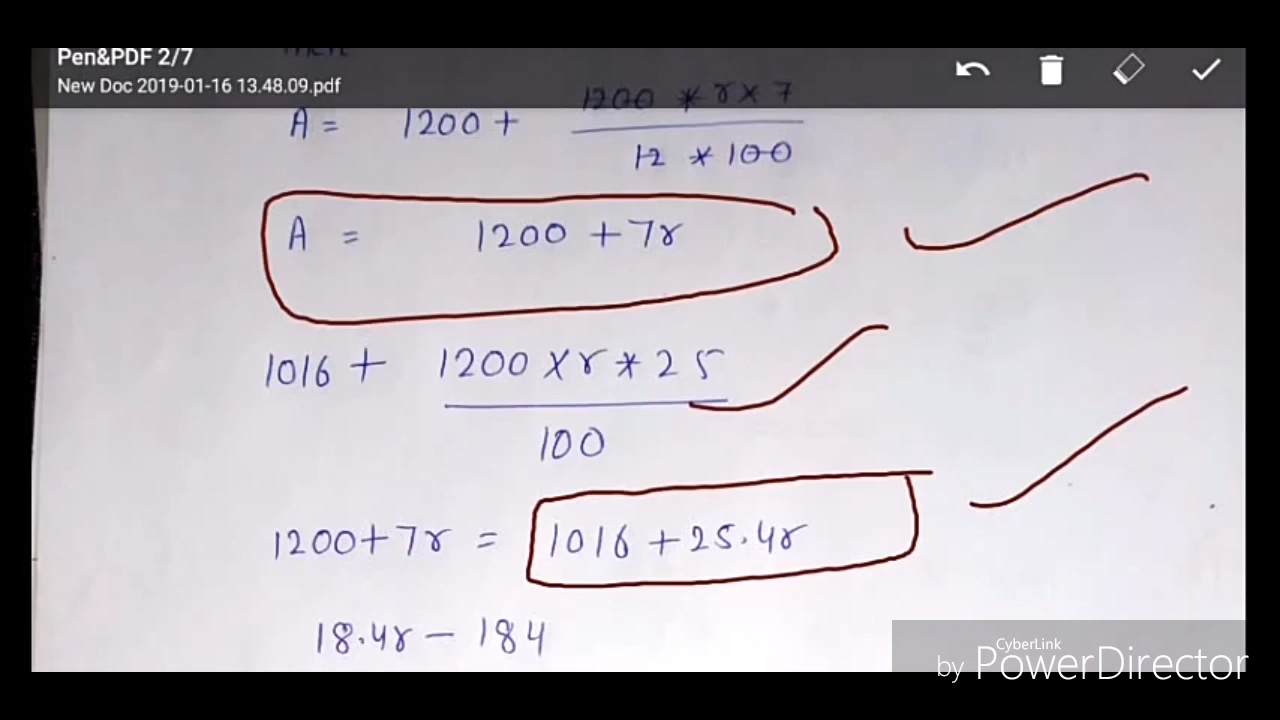 Pen&PDF 2/7
New Doc 2019-01-16 13.48.09.pdf
1200 * r × 7
A = 1200 +
12 * 100
A = 1200 + 7r
1016 + 1200 × r * 25
100
1200 + 7r = 1016 + 25.4r
18.4r - 184
CyberLink
by PowerDirector